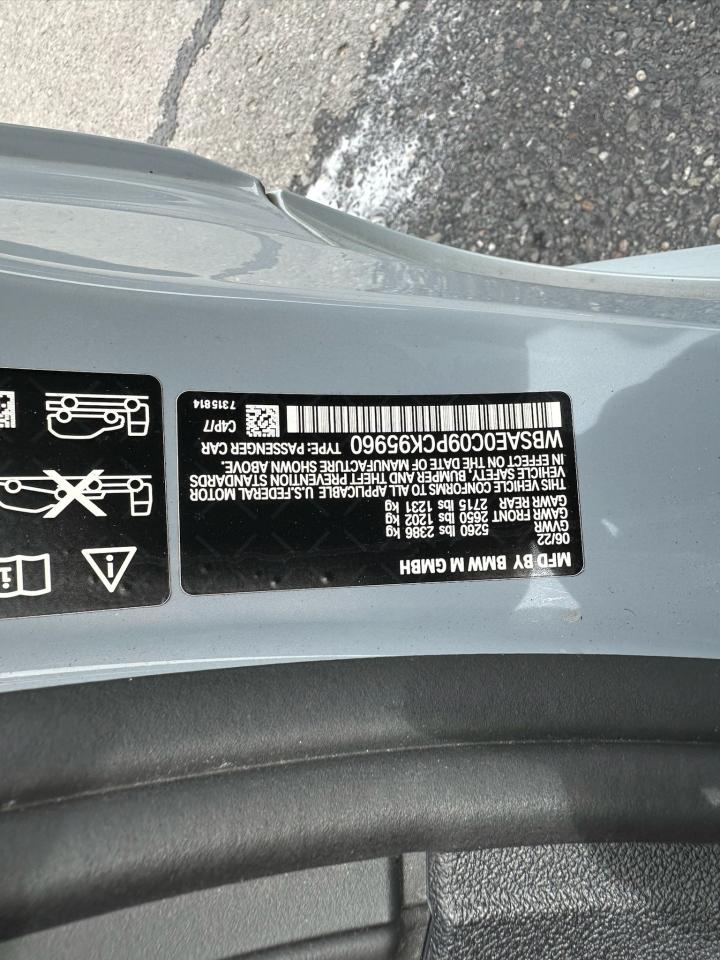 MFD BY BMW M GMBH
06/22
GVWR 5260 lbs 2386 kg
GAWR FRONT 2650 lbs 1202 kg
GAWR REAR 2715 lbs 1231 kg
THIS VEHICLE CONFORMS TO ALL APPLICABLE U.S.FEDERAL MOTOR
VEHICLE SAFETY, BUMPER AND THEFT PREVENTION STANDARDS
IN EFFECT ON THE DATE OF MANUFACTURE SHOWN ABOVE.
WBSAE0C09PCK95960 TYPE: PASSENGER CAR
C4P/7
7315814